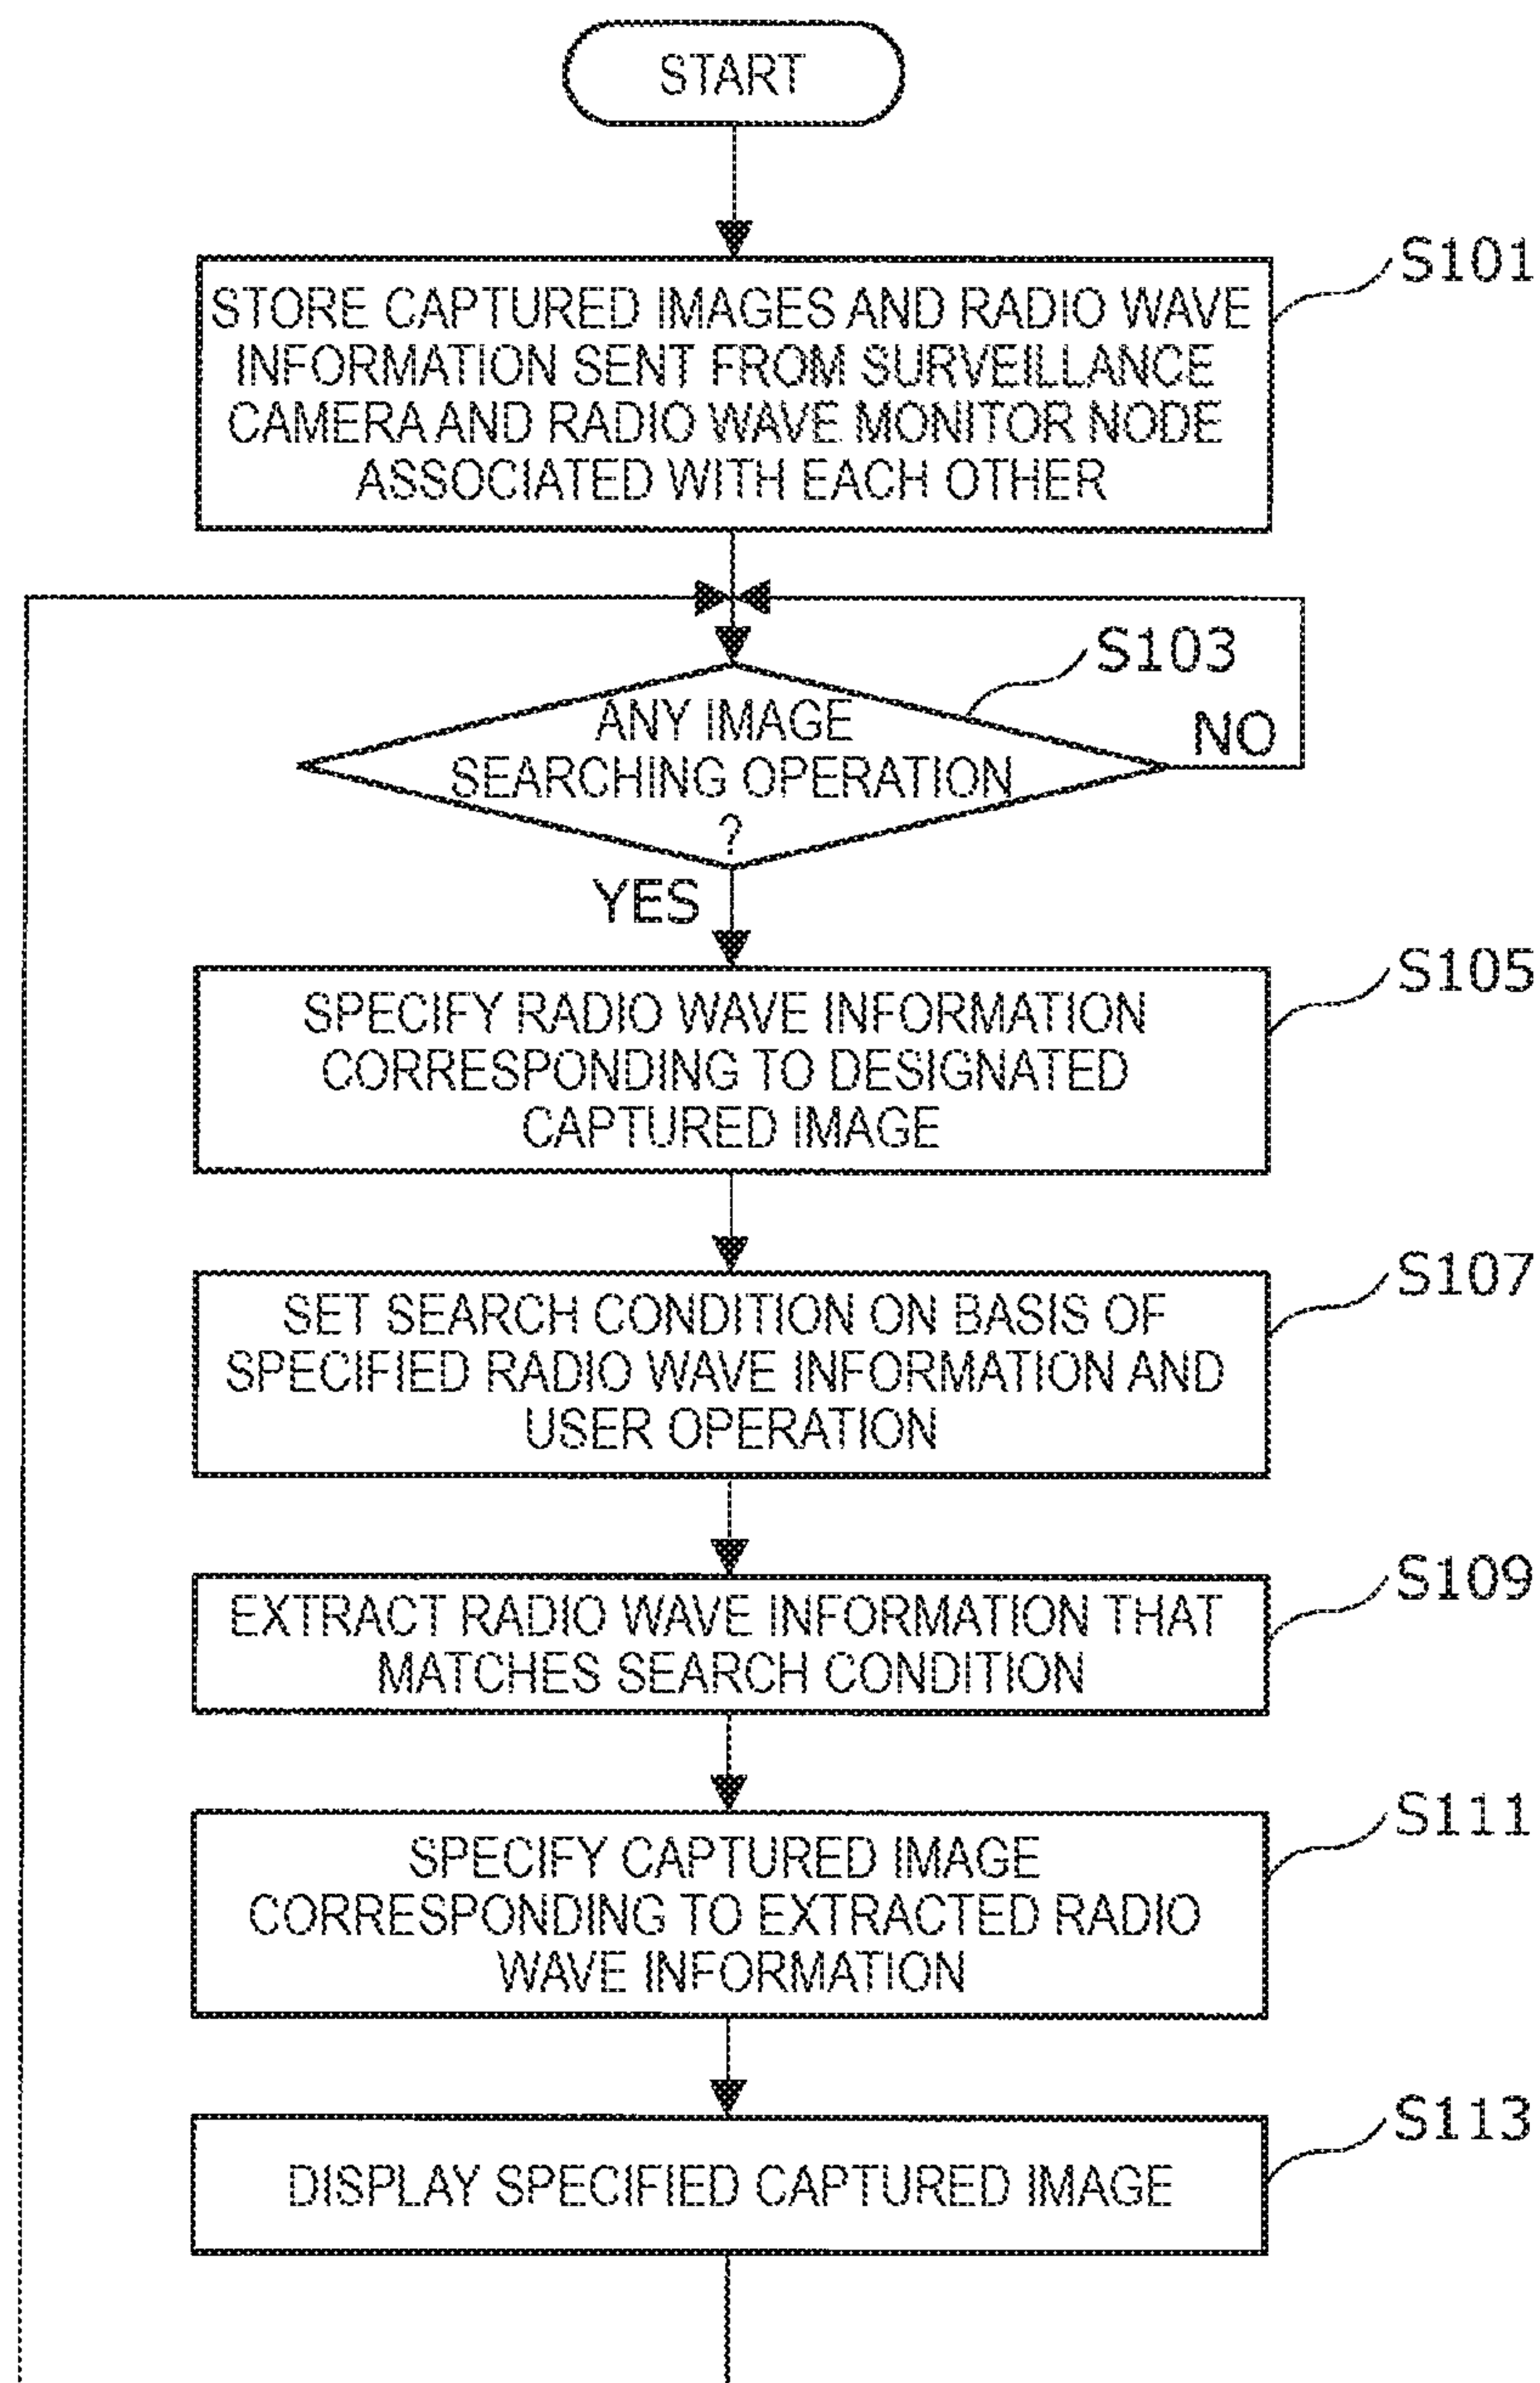 START
S101
STORE CAPTURED IMAGES AND RADIO WAVE
INFORMATION SENT FROM SURVEILLANCE
CAMERA AND RADIO WAVE MONITOR NODE
ASSOCIATED WITH EACH OTHER
S103
ANY IMAGE
SEARCHING OPERATION
?
NO
YES
S105
SPECIFY RADIO WAVE INFORMATION
CORRESPONDING TO DESIGNATED
CAPTURED IMAGE
S107
SET SEARCH CONDITION ON BASIS OF
SPECIFIED RADIO WAVE INFORMATION AND
USER OPERATION
S109
EXTRACT RADIO WAVE INFORMATION THAT
MATCHES SEARCH CONDITION
S111
SPECIFY CAPTURED IMAGE
CORRESPONDING TO EXTRACTED RADIO
WAVE INFORMATION
S113
DISPLAY SPECIFIED CAPTURED IMAGE